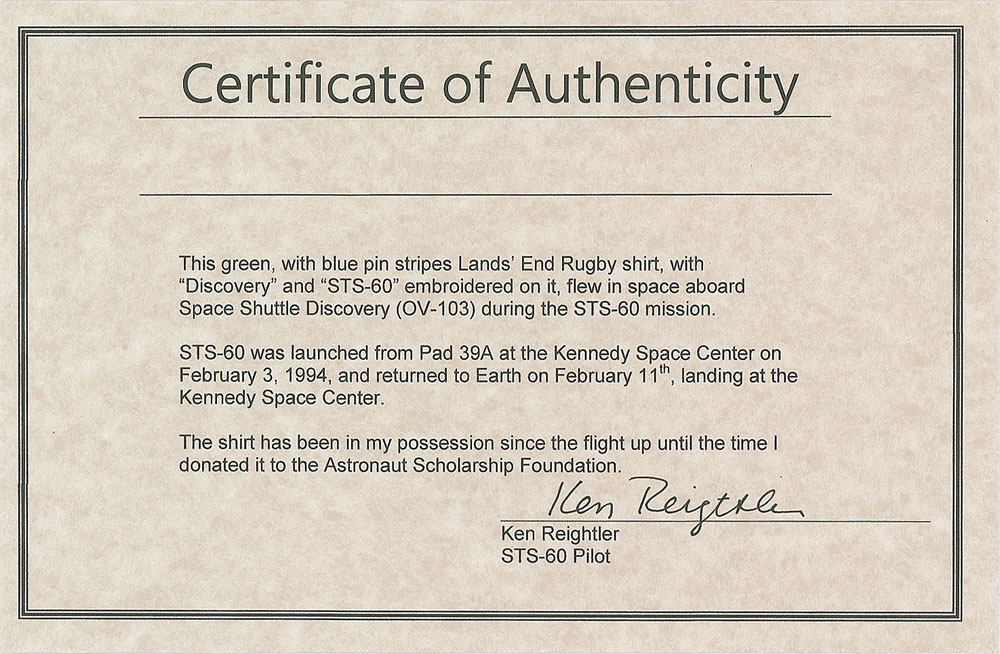 Certificate of Authenticity
This green, with blue pin stripes Lands’ End Rugby shirt, with
“Discovery” and “STS-60” embroidered on it, flew in space aboard
Space Shuttle Discovery (OV-103) during the STS-60 mission.
STS-60 was launched from Pad 39A at the Kennedy Space Center on
February 3, 1994, and returned to Earth on February 11th, landing at the
Kennedy Space Center.
The shirt has been in my possession since the flight up until the time I
donated it to the Astronaut Scholarship Foundation.
Ken Reightler
Ken Reightler
STS-60 Pilot